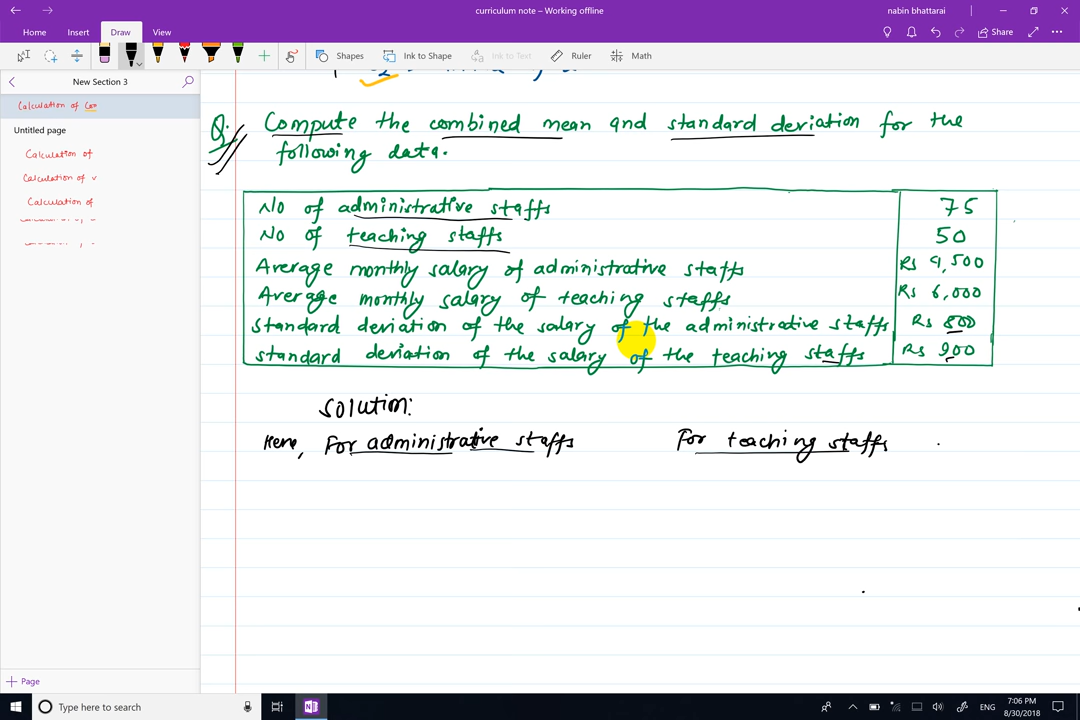 curriculum note – Working offline
nabin bhattarai
Home Insert Draw View
Share
Shapes Ink to Shape Ink to Text Ruler Math
New Section 3
Calculation of
Untitled page
Calculation of
Calculation of v
Calculation of
Q. Compute the combined mean and standard deviation for the
following data.
No of administrative staffs 75
No of teaching staffs 50
Average monthly salary of administrative staffs Rs 9,500
Average monthly salary of teaching staffs Rs 6,000
Standard deviation of the salary of the administrative staffs Rs 800
Standard deviation of the salary of the teaching staffs Rs 900
Solution:
Here, For administrative staffs For teaching staffs
+ Page
Type here to search
ENG
7:06 PM
8/30/2018